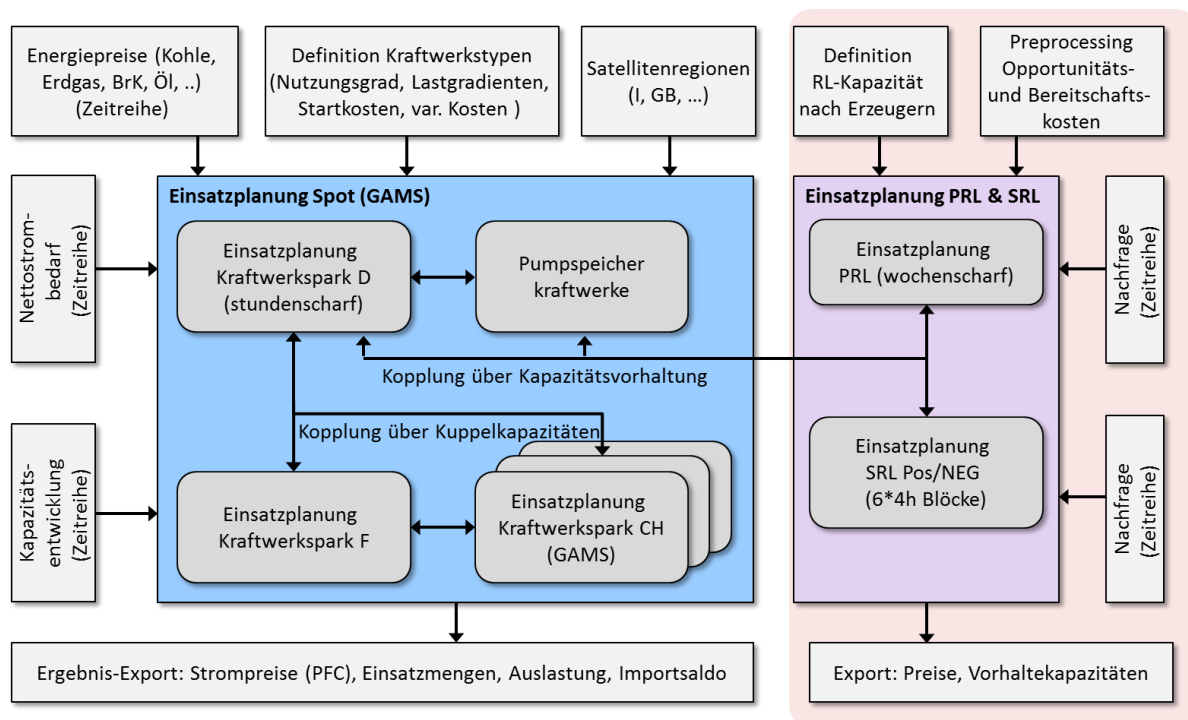 Energiepreise (Kohle,
Erdgas, BrK, Öl, ..)
(Zeitreihe)
Definition Kraftwerkstypen
(Nutzungsgrad, Lastgradienten,
Startkosten, var. Kosten )
Satellitenregionen
(I, GB, ...)
Definition
RL-Kapazität
nach Erzeugern
Preprocessing
Opportunitäts-
und Bereitschafts-
kosten
Nettostrom-
bedarf
(Zeitreihe)
Einsatzplanung Spot (GAMS)
Einsatzplanung
Kraftwerkspark D
(stundenscharf)
Pumpspeicher
kraftwerke
Kopplung über Kapazitätsvorhaltung
Kopplung über Kuppelkapazitäten
Kapazitäts-
entwicklung
(Zeitreihe)
Einsatzplanung
Kraftwerkspark F
Einsatzplanung
Kraftwerkspark CH
(GAMS)
Einsatzplanung PRL & SRL
Einsatzplanung
PRL (wochenscharf)
Nachfrage
(Zeitreihe)
Einsatzplanung
SRL Pos/NEG
(6*4h Blöcke)
Nachfrage
(Zeitreihe)
Ergebnis-Export: Strompreise (PFC), Einsatzmengen, Auslastung, Importsaldo
Export: Preise, Vorhaltekapazitäten